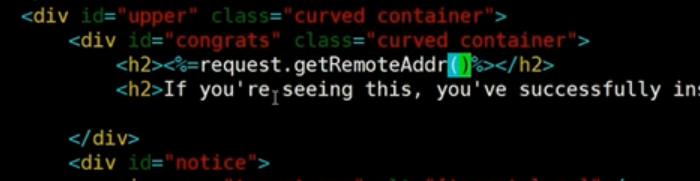 <div id="upper" class="curved container">
<div id="congrats" class="curved container">
<h2><%=request.getRemoteAddr()%></h2>
<h2>If you're seeing this, you've successfully ins
</div>
<div id="notice">